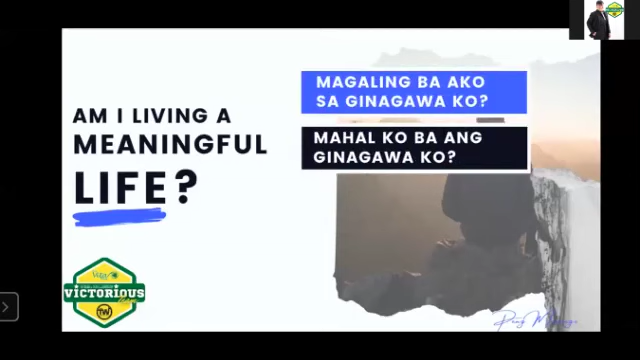 AM I LIVING A
MEANINGFUL
LIFE?
MAGALING BA AKO
SA GINAGAWA KO?
MAHAL KO BA ANG
GINAGAWA KO?
VICTORIOUS